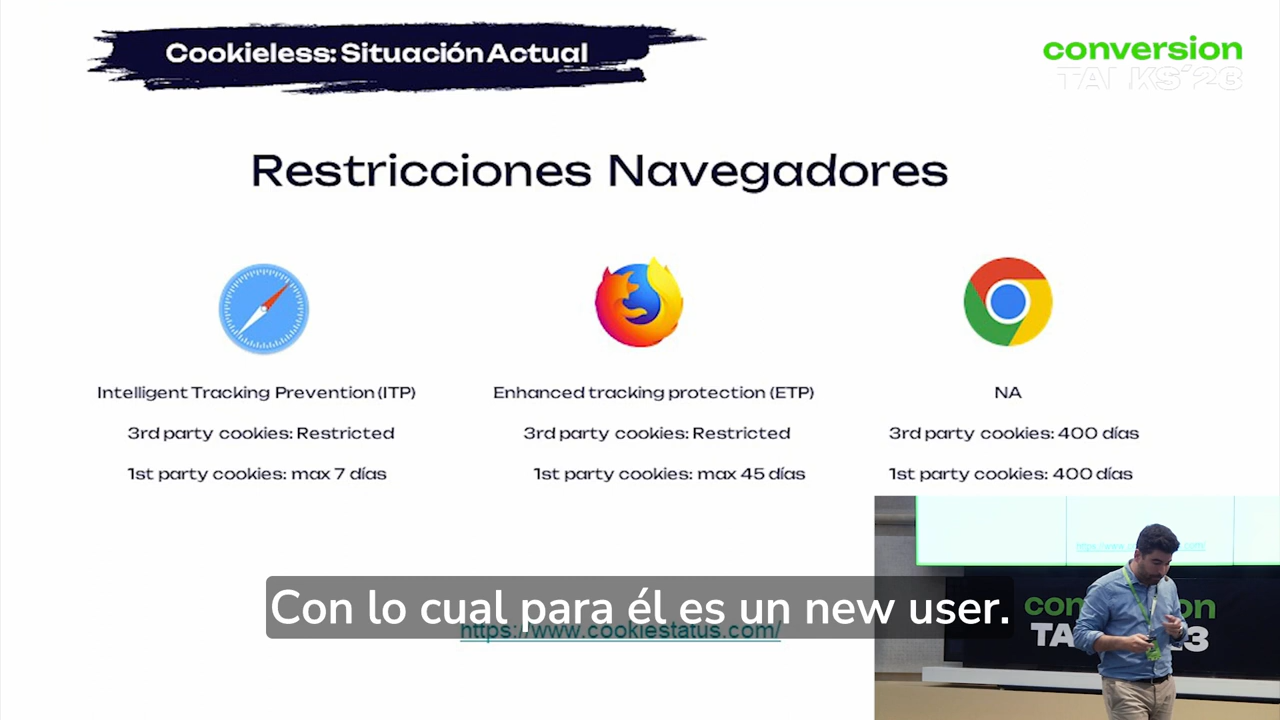 Cookieless: Situación Actual
conversion
TALKS'23
Restricciones Navegadores
Intelligent Tracking Prevention (ITP)
Enhanced tracking protection (ETP)
NA
3rd party cookies: Restricted
3rd party cookies: Restricted
3rd party cookies: 400 días
1st party cookies: max 7 días
1st party cookies: max 45 días
1st party cookies: 400 días
Con lo cual para él es un new user.
https://www.cookiestatus.com/